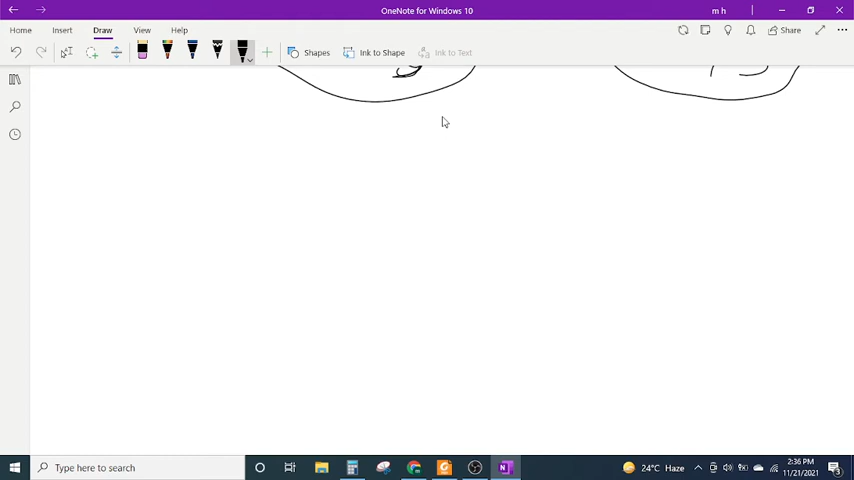 OneNote for Windows 10
m h
Home Insert Draw View Help
Share
Shapes Ink to Shape Ink to Text
Type here to search
24°C Haze
2:36 PM
11/21/2021
3